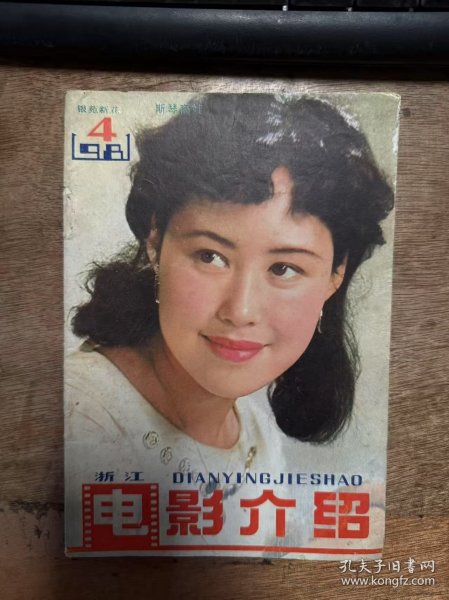 银苑新花
斯琴高娃
4
1981
浙江 DIANYINGJIESHAO
电影介绍
孔夫子旧书网
www.kongfz.com